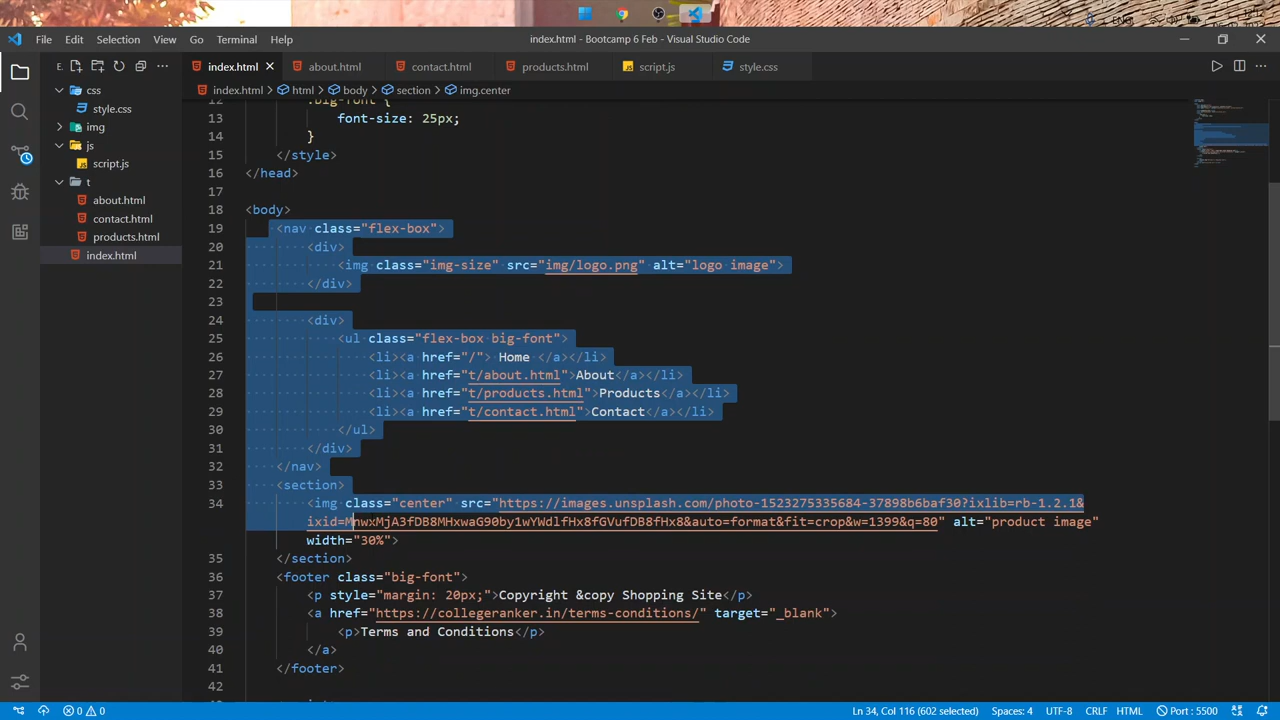 ENG
File Edit Selection View Go Terminal Help
index.html - Bootcamp 6 Feb - Visual Studio Code
E.
index.html about.html contact.html products.html script.js style.css
index.html > html > body > section > img.center
css
style.css
img
js
script.js
t
about.html
contact.html
products.html
index.html
12 .big-font {
13 font-size: 25px;
14 }
15 </style>
16 </head>
17
18 <body>
19 <nav class="flex-box">
20 <div>
21 <img class="img-size" src="img/logo.png" alt="logo image">
22 </div>
23
24 <div>
25 <ul class="flex-box big-font">
26 <li><a href="/"> Home </a></li>
27 <li><a href="t/about.html">About</a></li>
28 <li><a href="t/products.html">Products</a></li>
29 <li><a href="t/contact.html">Contact</a></li>
30 </ul>
31 </div>
32 </nav>
33 <section>
34 <img class="center" src="https://images.unsplash.com/photo-1523275335684-37898b6baf30?ixlib=rb-1.2.1&
ixid=MnwxMjA3fDB8MHxwaG90by1wYWdlfHx8fGVufDB8fHx8&auto=format&fit=crop&w=1399&q=80" alt="product image"
width="30%">
35 </section>
36 <footer class="big-font">
37 <p style="margin: 20px;">Copyright &copy Shopping Site</p>
38 <a href="https://collegeranker.in/terms-conditions/" target="_blank">
39 <p>Terms and Conditions</p>
40 </a>
41 </footer>
42
0 0
Ln 34, Col 116 (602 selected) Spaces: 4 UTF-8 CRLF HTML Port : 5500